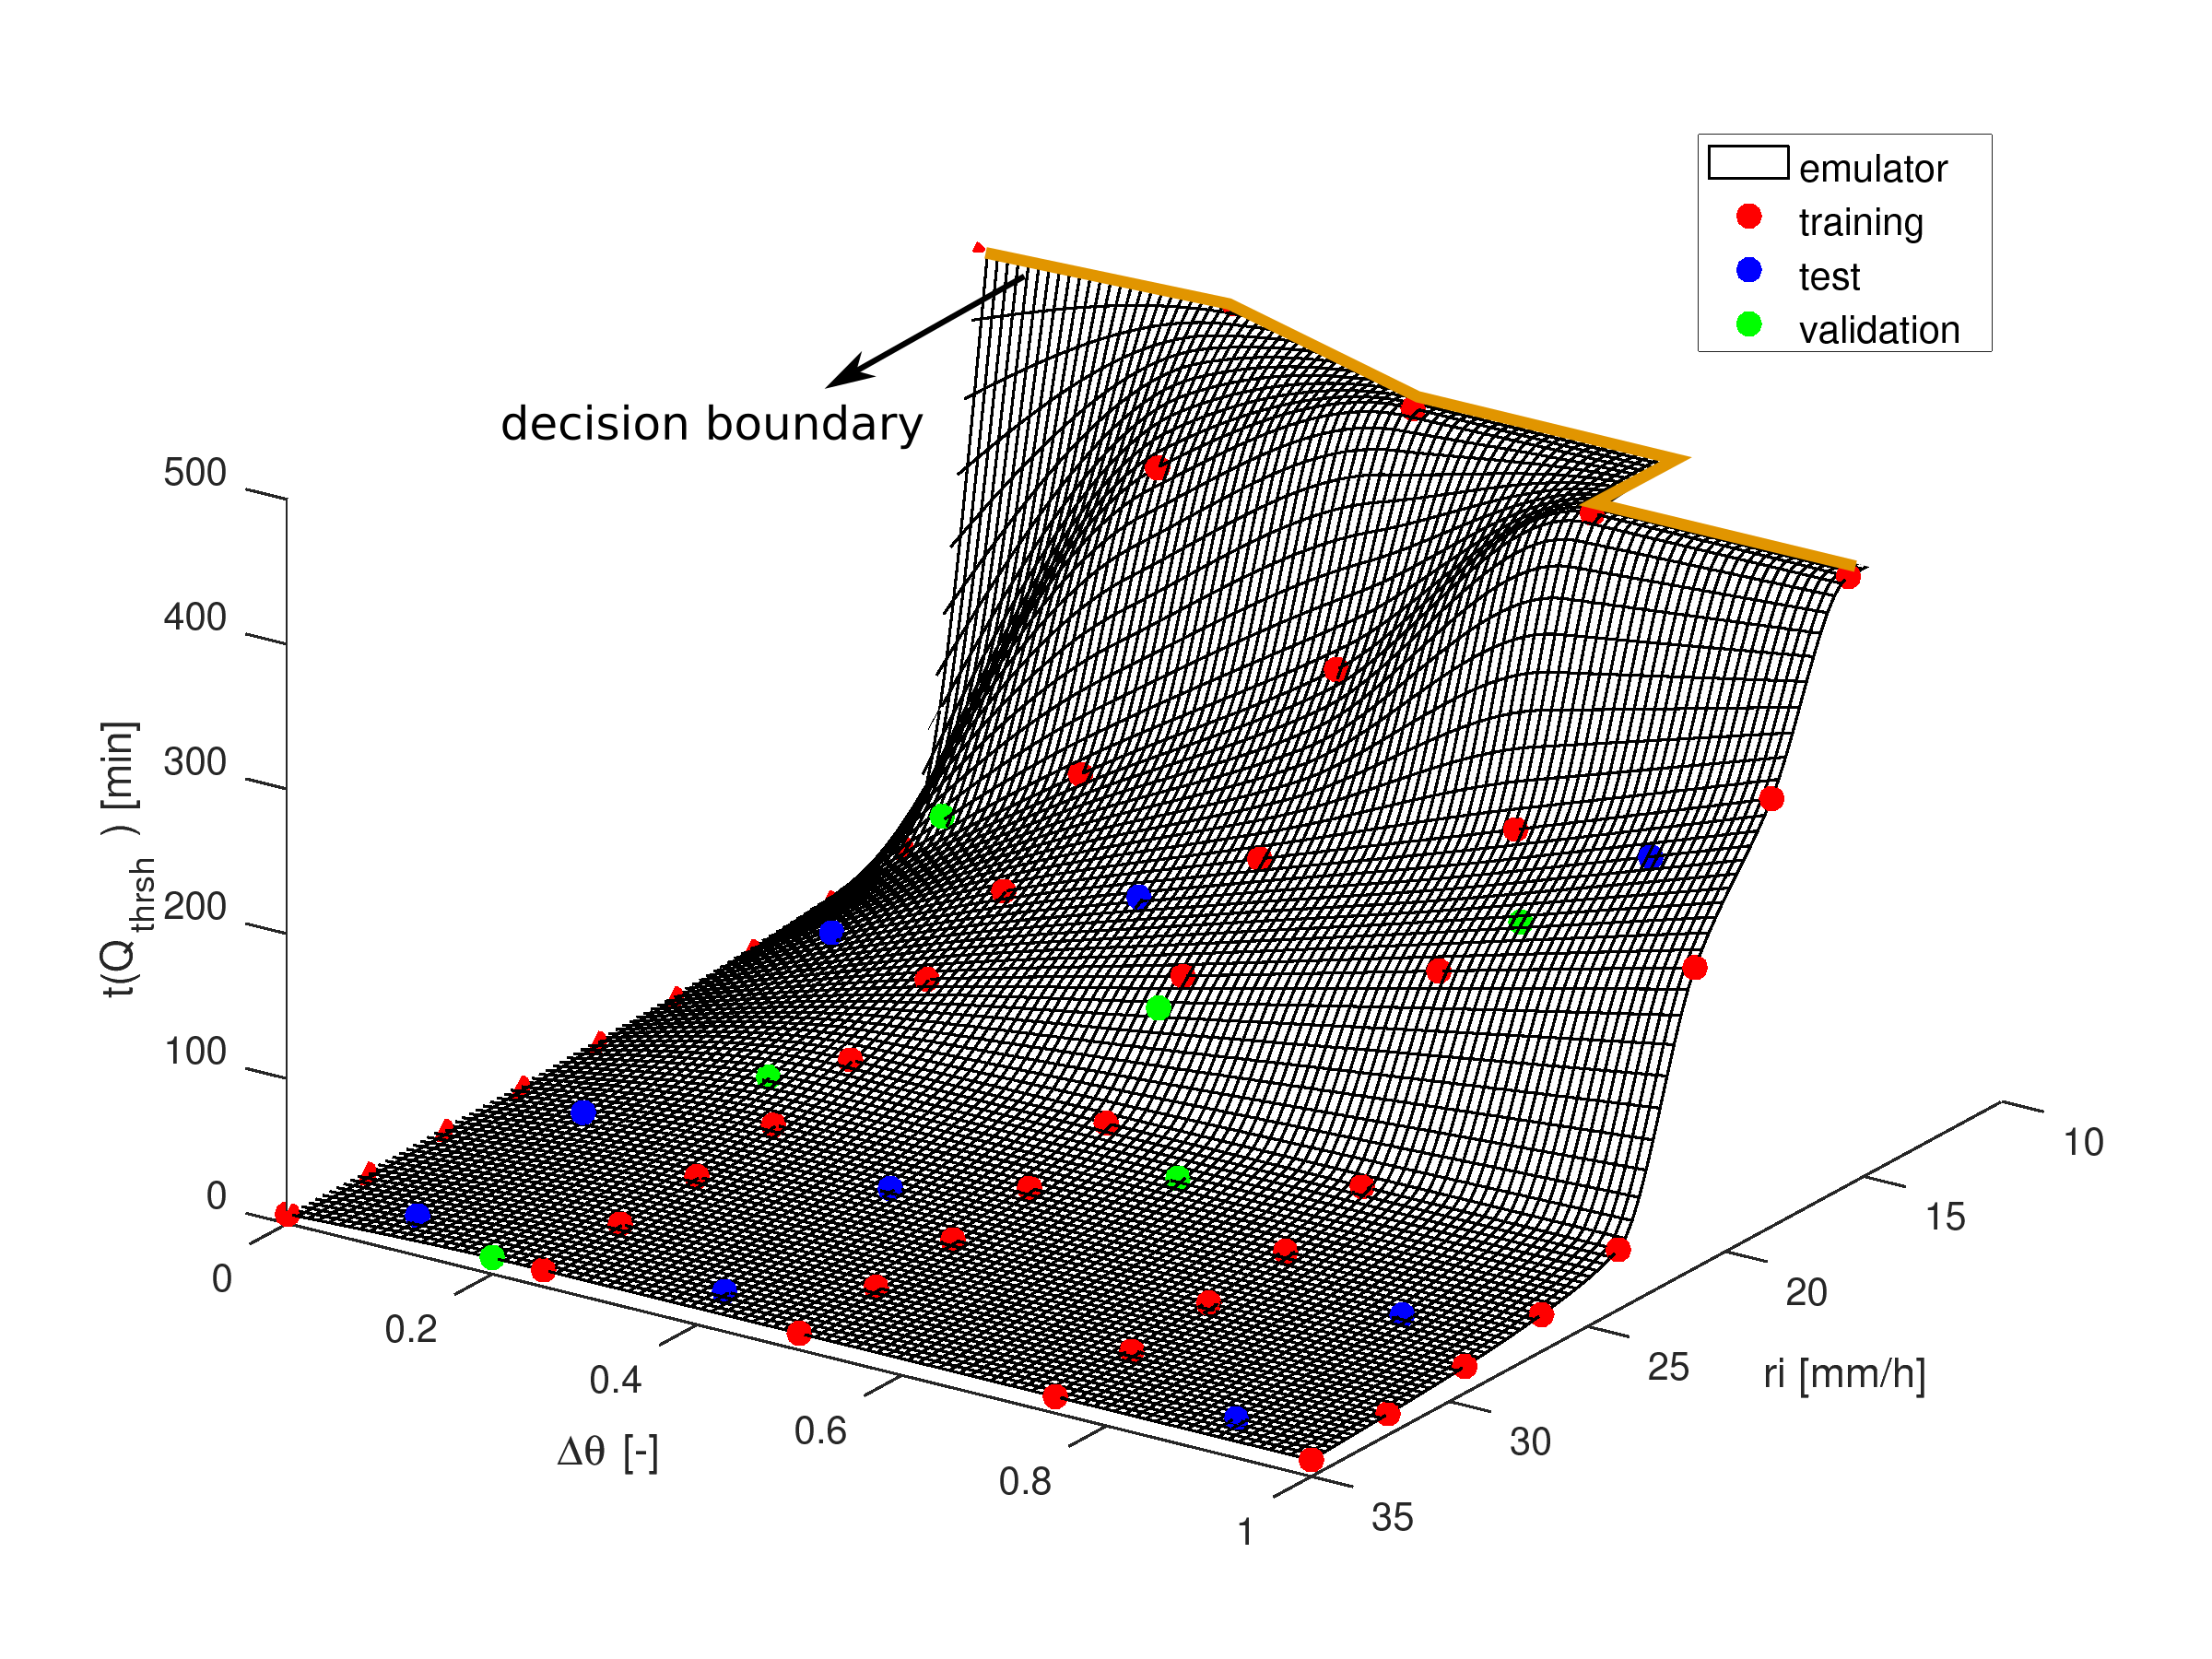 emulator
training
test
validation
decision boundary
500
400
300
200
100
0
t(Q thrsh ) [min]
0
0.2
0.4
0.6
0.8
1
Δθ [-]
10
15
20
25
30
35
ri [mm/h]